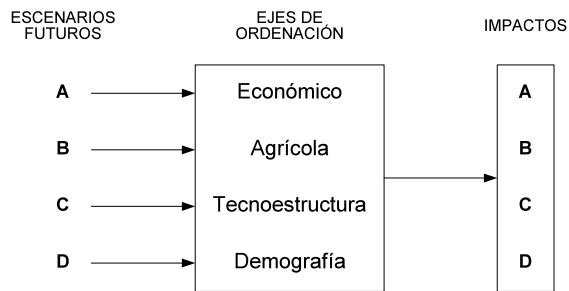 ESCENARIOS
FUTUROS
EJES DE
ORDENACIÓN
IMPACTOS
A
Económico
A
B
Agrícola
B
C
Tecnoestructura
C
D
Demografía
D